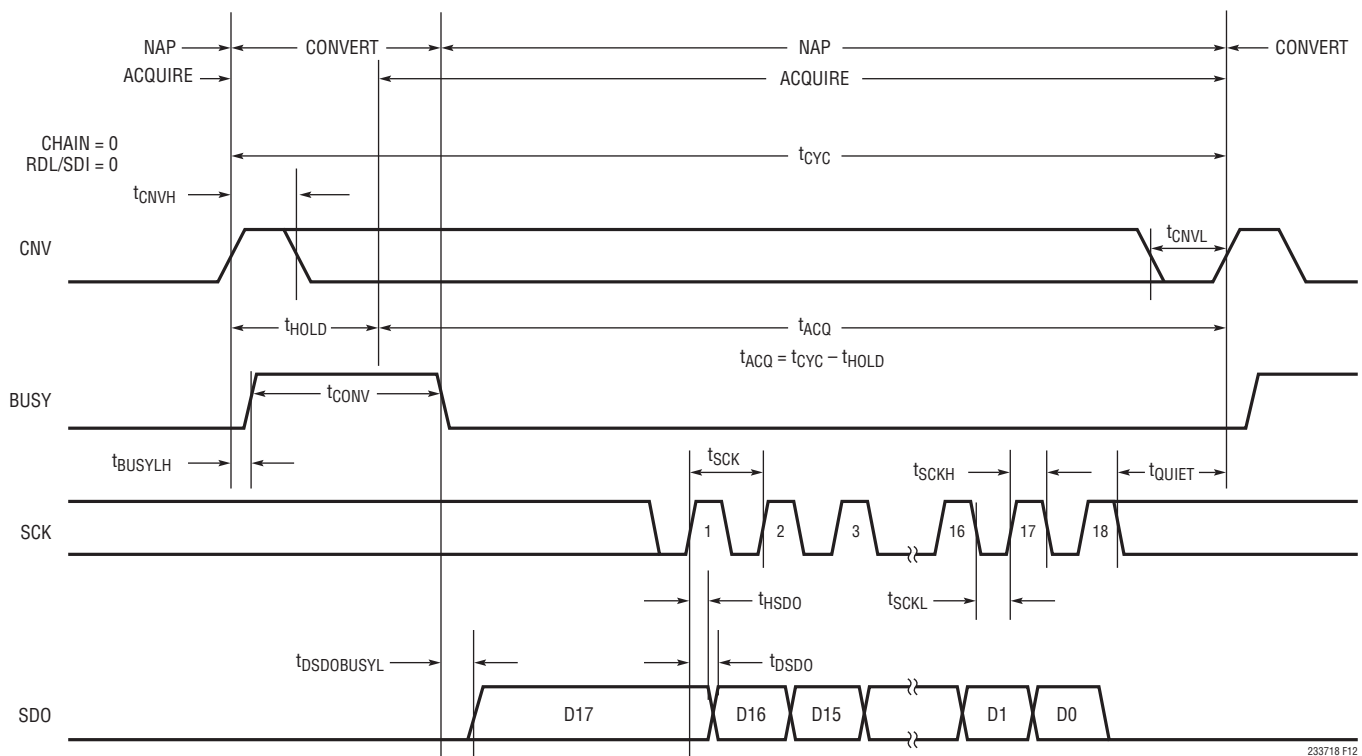 NAP CONVERT NAP CONVERT
ACQUIRE ACQUIRE
CHAIN = 0
RDL/SDI = 0
tCYC
tCNVH
CNV
tCNVL
tHOLD tACQ
tACQ = tCYC – tHOLD
BUSY
tCONV
tBUSYLH
tSCK
tSCKH
tQUIET
SCK
1 2 3 16 17 18
tHSDO
tSCKL
tDSDOBUSYL
tDSDO
SDO
D17 D16 D15 D1 D0
233718 F12